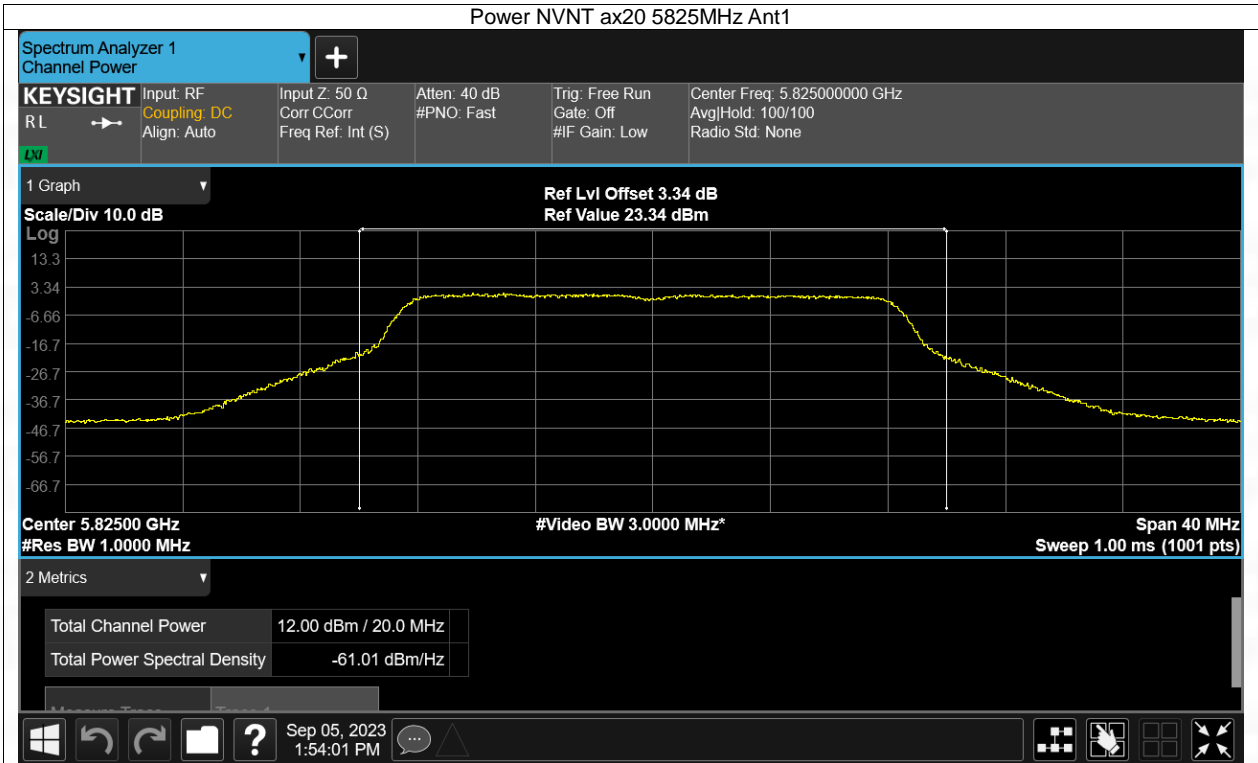 Power NVNT ax20 5825MHz Ant1
Spectrum Analyzer 1
Channel Power
KEYSIGHT
R L
LXI
Input: RF
Coupling: DC
Align: Auto
Input Z: 50 Ω
Corr CCorr
Freq Ref: Int (S)
Atten: 40 dB
#PNO: Fast
Trig: Free Run
Gate: Off
#IF Gain: Low
Center Freq: 5.825000000 GHz
Avg|Hold: 100/100
Radio Std: None
1 Graph
Scale/Div 10.0 dB
Ref Lvl Offset 3.34 dB
Ref Value 23.34 dBm
Log
13.3
3.34
-6.66
-16.7
-26.7
-36.7
-46.7
-56.7
-66.7
Center 5.82500 GHz
#Video BW 3.0000 MHz*
Span 40 MHz
#Res BW 1.0000 MHz
Sweep 1.00 ms (1001 pts)
2 Metrics
Total Channel Power 12.00 dBm / 20.0 MHz
Total Power Spectral Density -61.01 dBm/Hz
Measure Trace Trace 1
?
Sep 05, 2023
1:54:01 PM